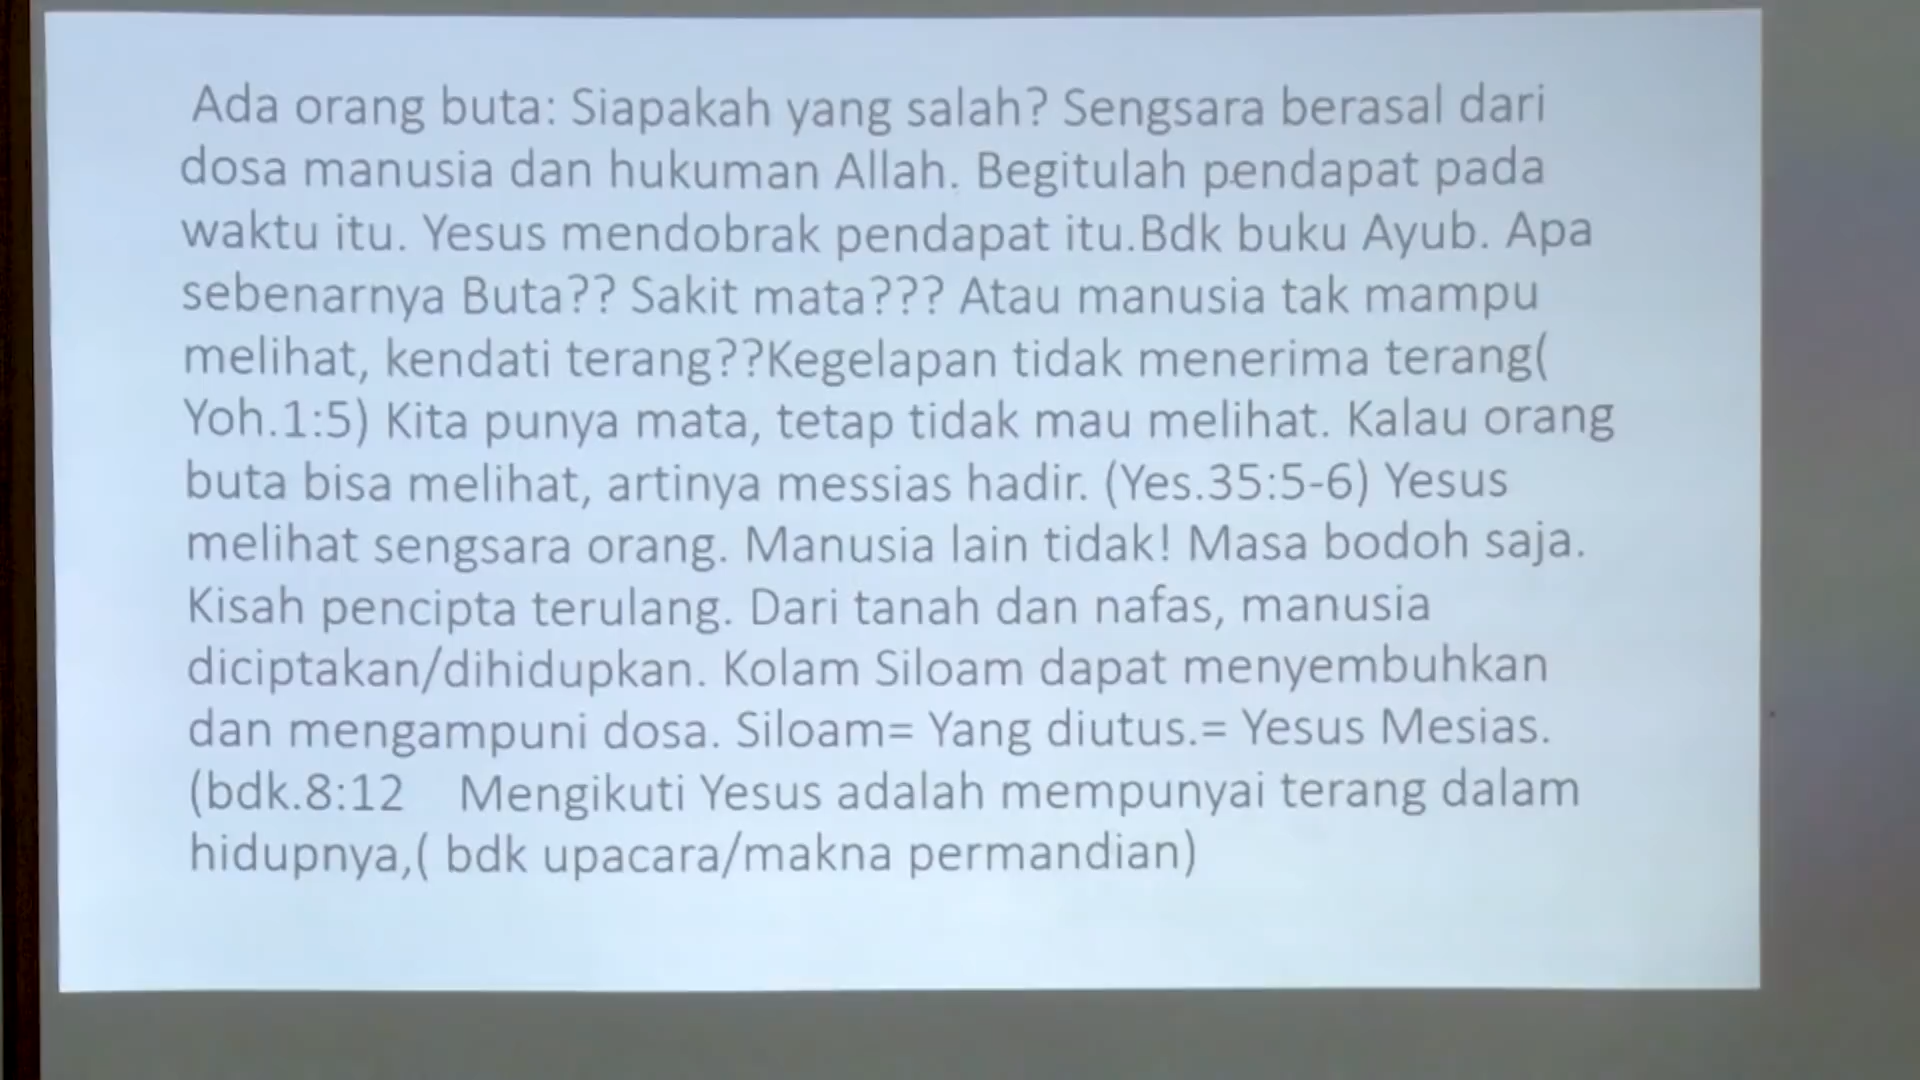 Ada orang buta: Siapakah yang salah? Sengsara berasal dari
dosa manusia dan hukuman Allah. Begitulah pendapat pada
waktu itu. Yesus mendobrak pendapat itu.Bdk buku Ayub. Apa
sebenarnya Buta?? Sakit mata??? Atau manusia tak mampu
melihat, kendati terang??Kegelapan tidak menerima terang(
Yoh.1:5) Kita punya mata, tetap tidak mau melihat. Kalau orang
buta bisa melihat, artinya messias hadir. (Yes.35:5-6) Yesus
melihat sengsara orang. Manusia lain tidak! Masa bodoh saja.
Kisah pencipta terulang. Dari tanah dan nafas, manusia
diciptakan/dihidupkan. Kolam Siloam dapat menyembuhkan
dan mengampuni dosa. Siloam= Yang diutus.= Yesus Mesias.
(bdk.8:12 Mengikuti Yesus adalah mempunyai terang dalam
hidupnya,( bdk upacara/makna permandian)